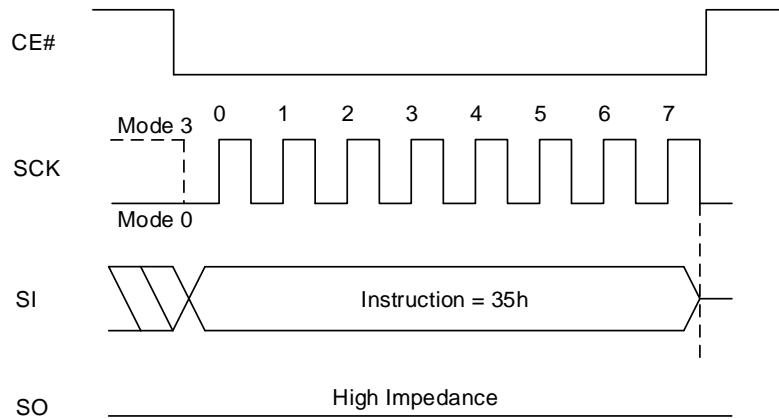 CE#
0 1 2 3 4 5 6 7
Mode 3
SCK
Mode 0
SI
Instruction = 35h
High Impedance
SO